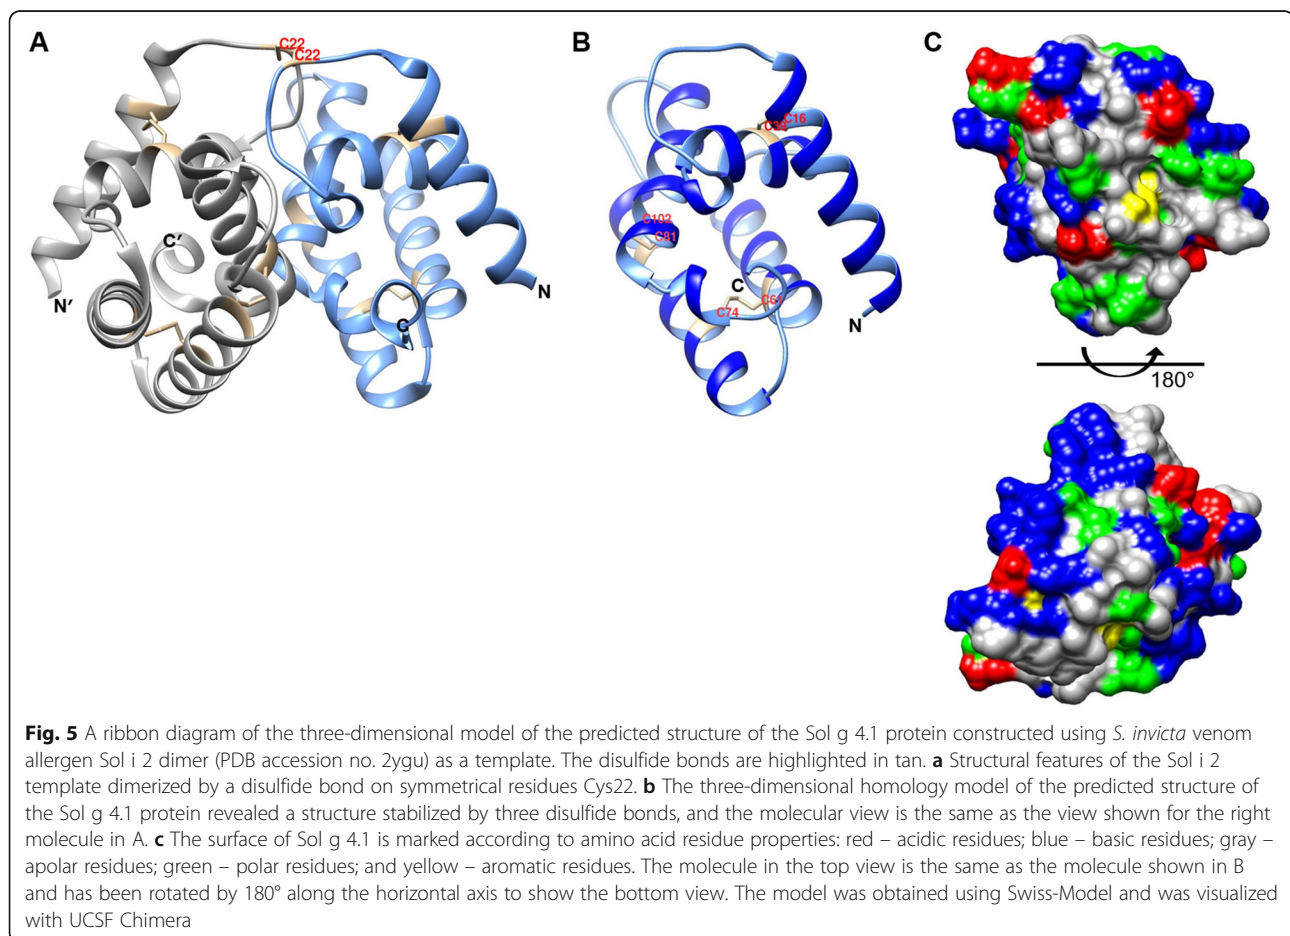 A
B
C
C22
C22
C'
N'
N
C
C34
C16
C102
C81
C
C61
C74
N
180°
Fig. 5 A ribbon diagram of the three-dimensional model of the predicted structure of the Sol g 4.1 protein constructed using S. invicta venom
allergen Sol i 2 dimer (PDB accession no. 2ygu) as a template. The disulfide bonds are highlighted in tan. a Structural features of the Sol i 2
template dimerized by a disulfide bond on symmetrical residues Cys22. b The three-dimensional homology model of the predicted structure of
the Sol g 4.1 protein revealed a structure stabilized by three disulfide bonds, and the molecular view is the same as the view shown for the right
molecule in A. c The surface of Sol g 4.1 is marked according to amino acid residue properties: red – acidic residues; blue – basic residues; gray –
apolar residues; green – polar residues; and yellow – aromatic residues. The molecule in the top view is the same as the molecule shown in B
and has been rotated by 180° along the horizontal axis to show the bottom view. The model was obtained using Swiss-Model and was visualized
with UCSF Chimera